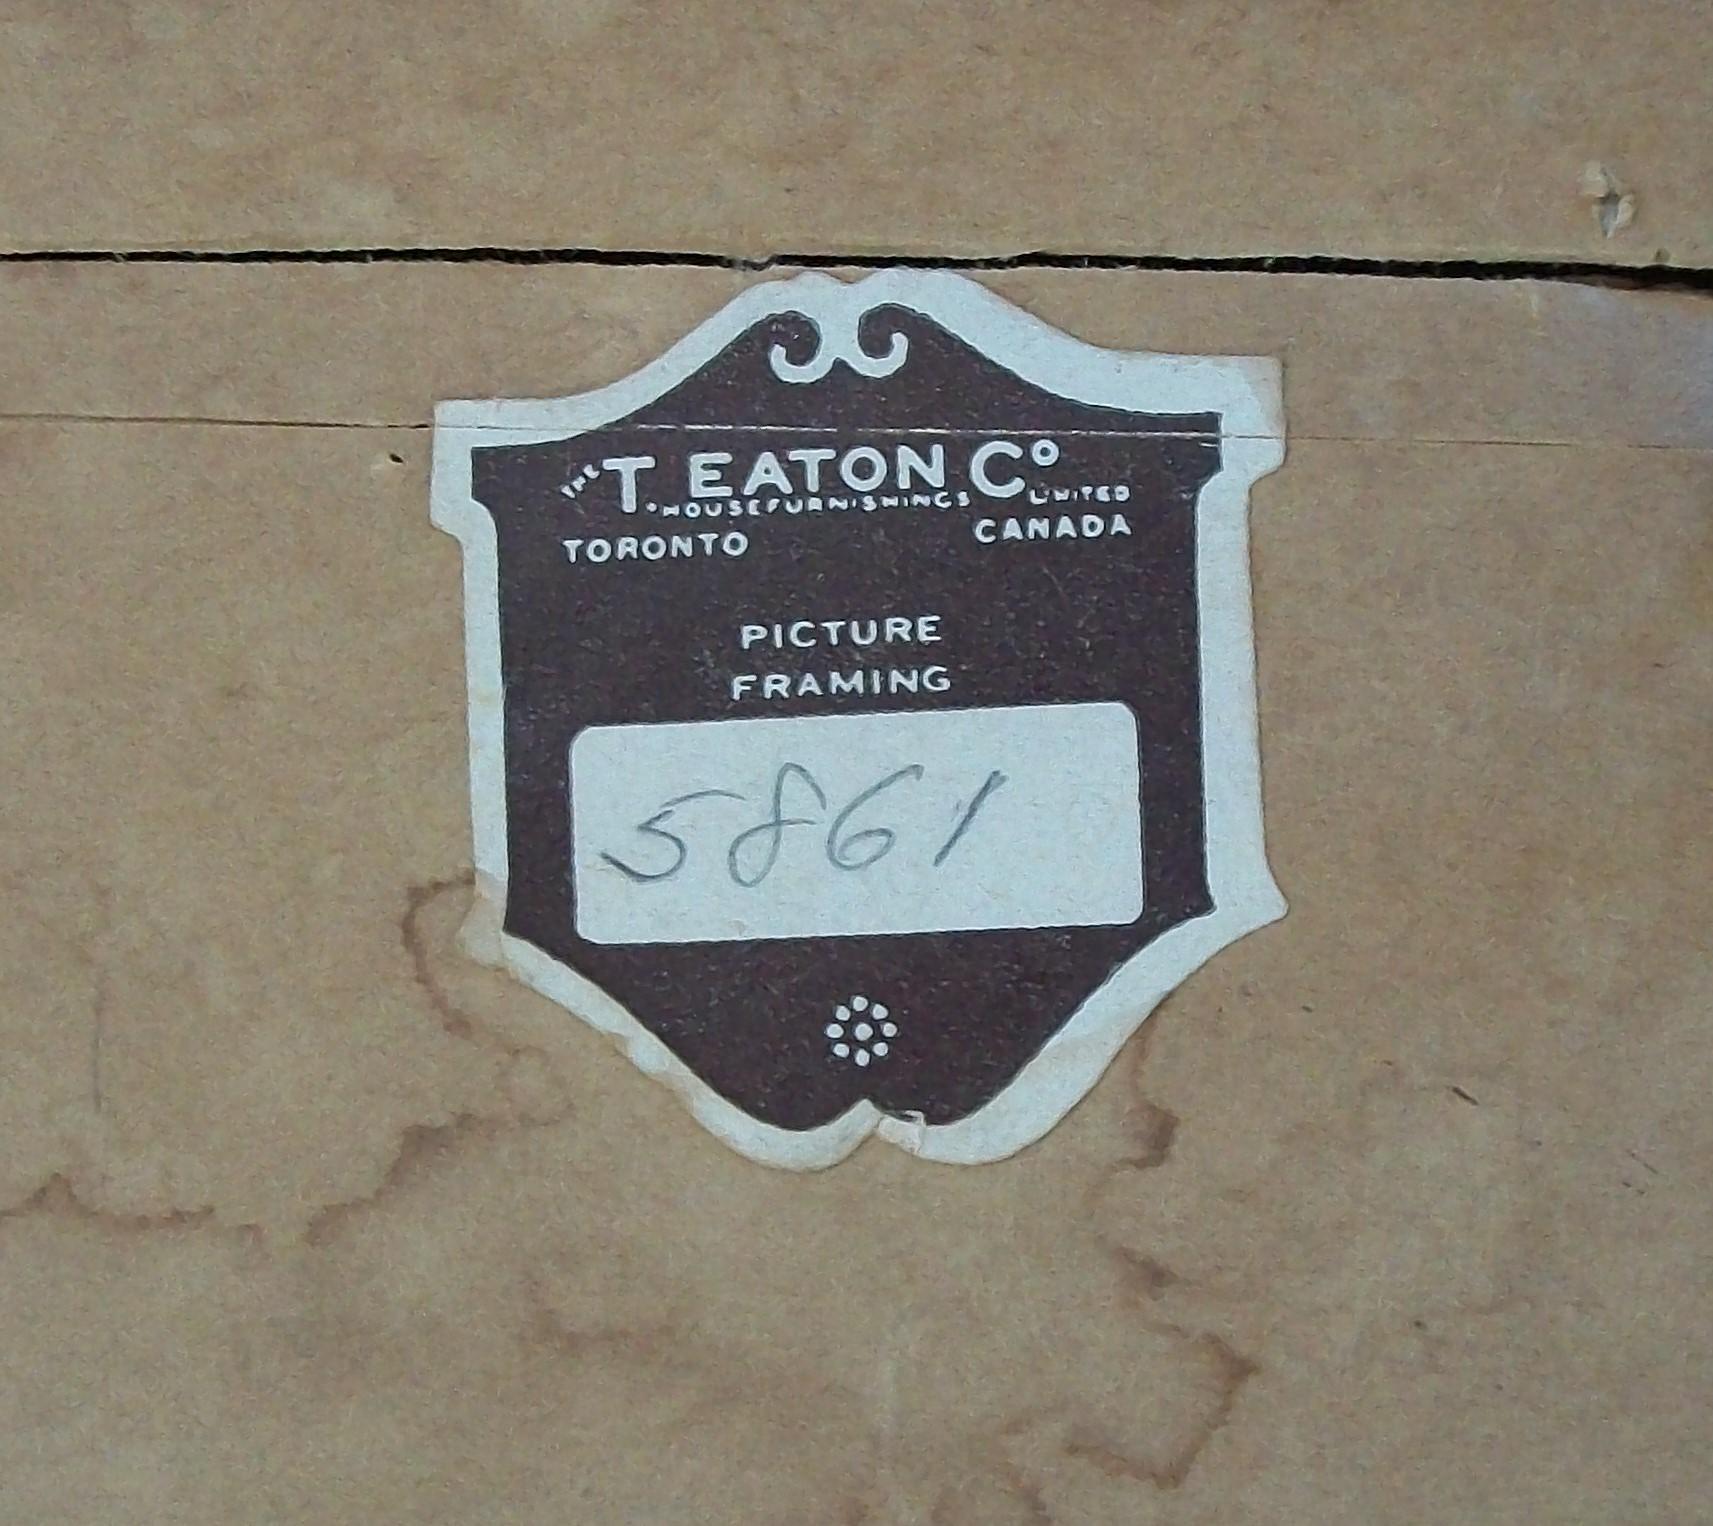 THE T. EATON Cº LIMITED
HOUSEFURNISHINGS
TORONTO CANADA
PICTURE
FRAMING
5861